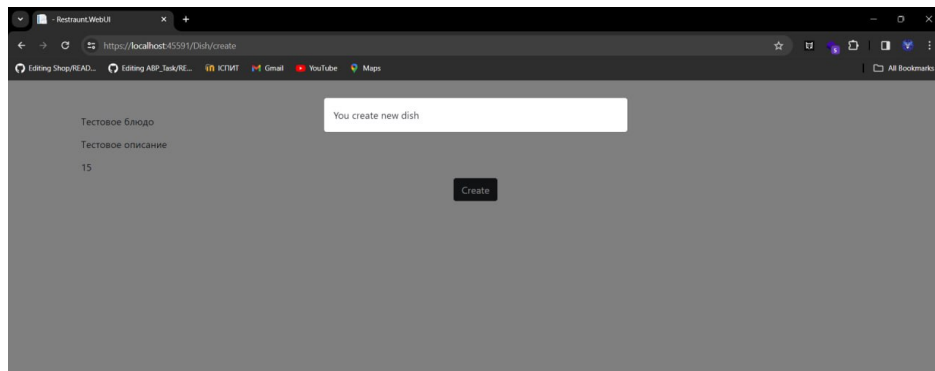 - Restraunt.WebUI
https://localhost:45591/Dish/create
Editing Shop/READ... Editing ABP_Task/RE... ІСПИТ Gmail YouTube Maps All Bookmarks
You create new dish
Тестовое блюдо
Тестовое описание
15
Create